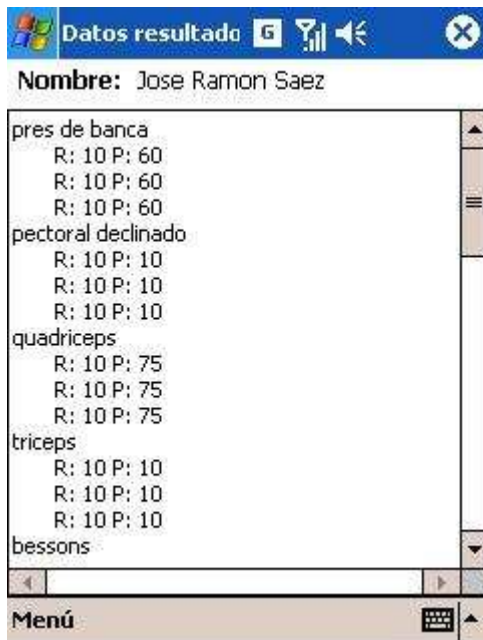 Datos resultado G
Nombre: Jose Ramon Saez
pres de banca
R: 10 P: 60
R: 10 P: 60
R: 10 P: 60
pectoral declinado
R: 10 P: 10
R: 10 P: 10
R: 10 P: 10
quadriceps
R: 10 P: 75
R: 10 P: 75
R: 10 P: 75
triceps
R: 10 P: 10
R: 10 P: 10
R: 10 P: 10
bessons
Menú